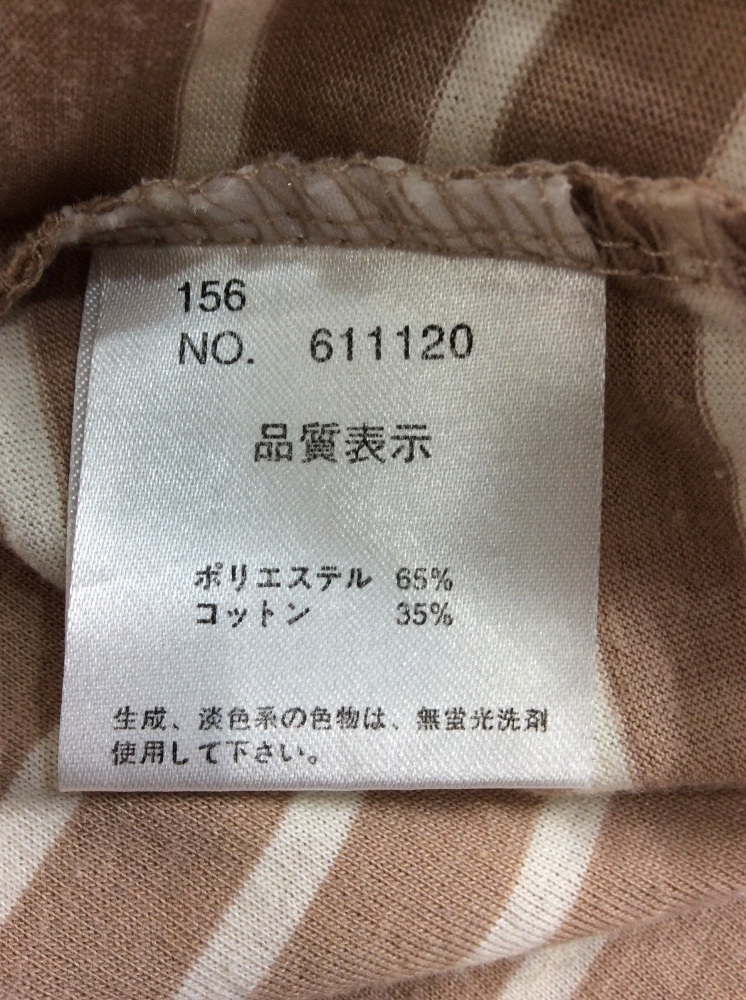 156
NO. 611120
品質表示
ポリエステル 65%
コットン 35%
生成、淡色系の色物は、無蛍光洗剤
使用して下さい。